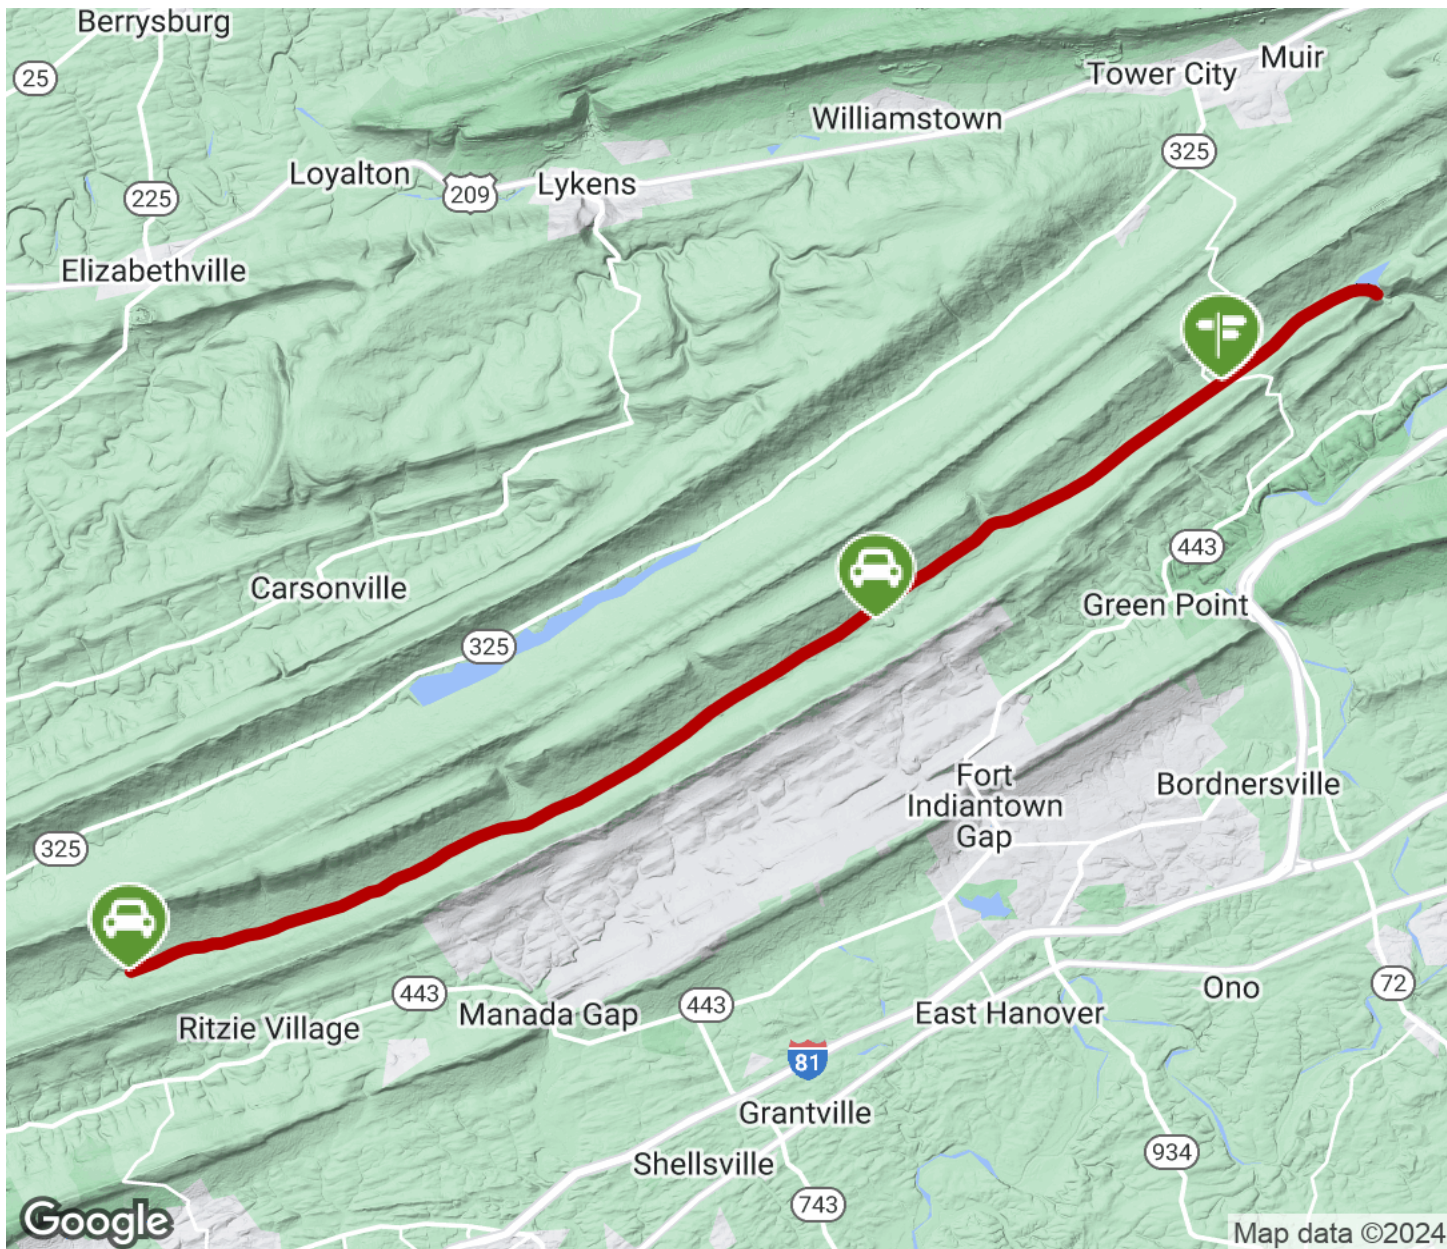 Berrysburg
Muir
25
Tower City
Williamstown
325
Loyalton
209
Lykens
225
Elizabethville
443
Carsonville
Green Point
325
Fort
Indiantown
Gap
Bordnersville
325
443
Manada Gap
443
Ono
72
Ritzie Village
East Hanover
81
Grantville
Shellsville
934
743
Google
Map data ©2024